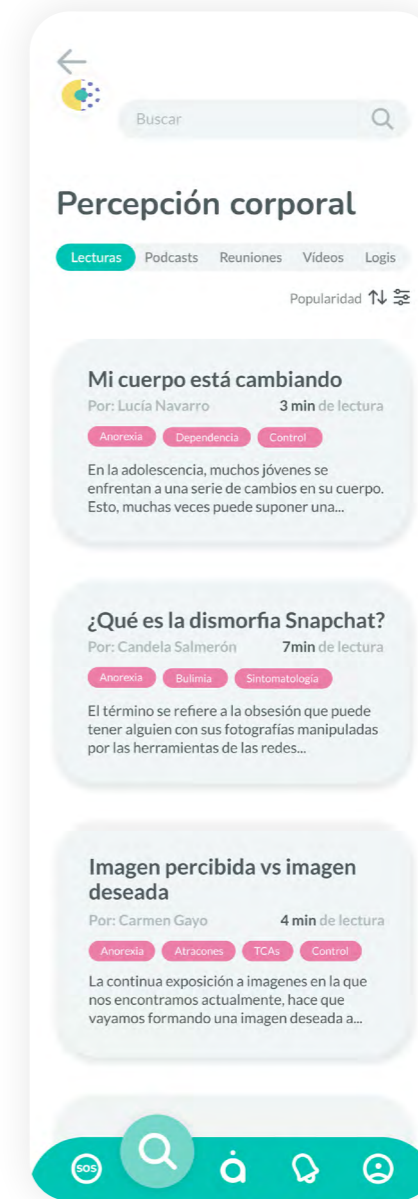 Buscar
Percepción corporal
Lecturas Podcasts Reuniones Vídeos Logis
Popularidad
Mi cuerpo está cambiando
Por: Lucía Navarro 3 min de lectura
Anorexia Dependencia Control
En la adolescencia, muchos jóvenes se
enfrentan a una serie de cambios en su cuerpo.
Esto, muchas veces puede suponer una...
¿Qué es la dismorfia Snapchat?
Por: Candela Salmerón 7min de lectura
Anorexia Bulimia Sintomatología
El término se refiere a la obsesión que puede
tener alguien con sus fotografías manipuladas
por las herramientas de las redes...
Imagen percibida vs imagen
deseada
Por: Carmen Gayo 4 min de lectura
Anorexia Atracones TCAs Control
La continua exposición a imagenes en la que
nos encontramos actualmente, hace que
vayamos formando una imagen deseada a...
SOS